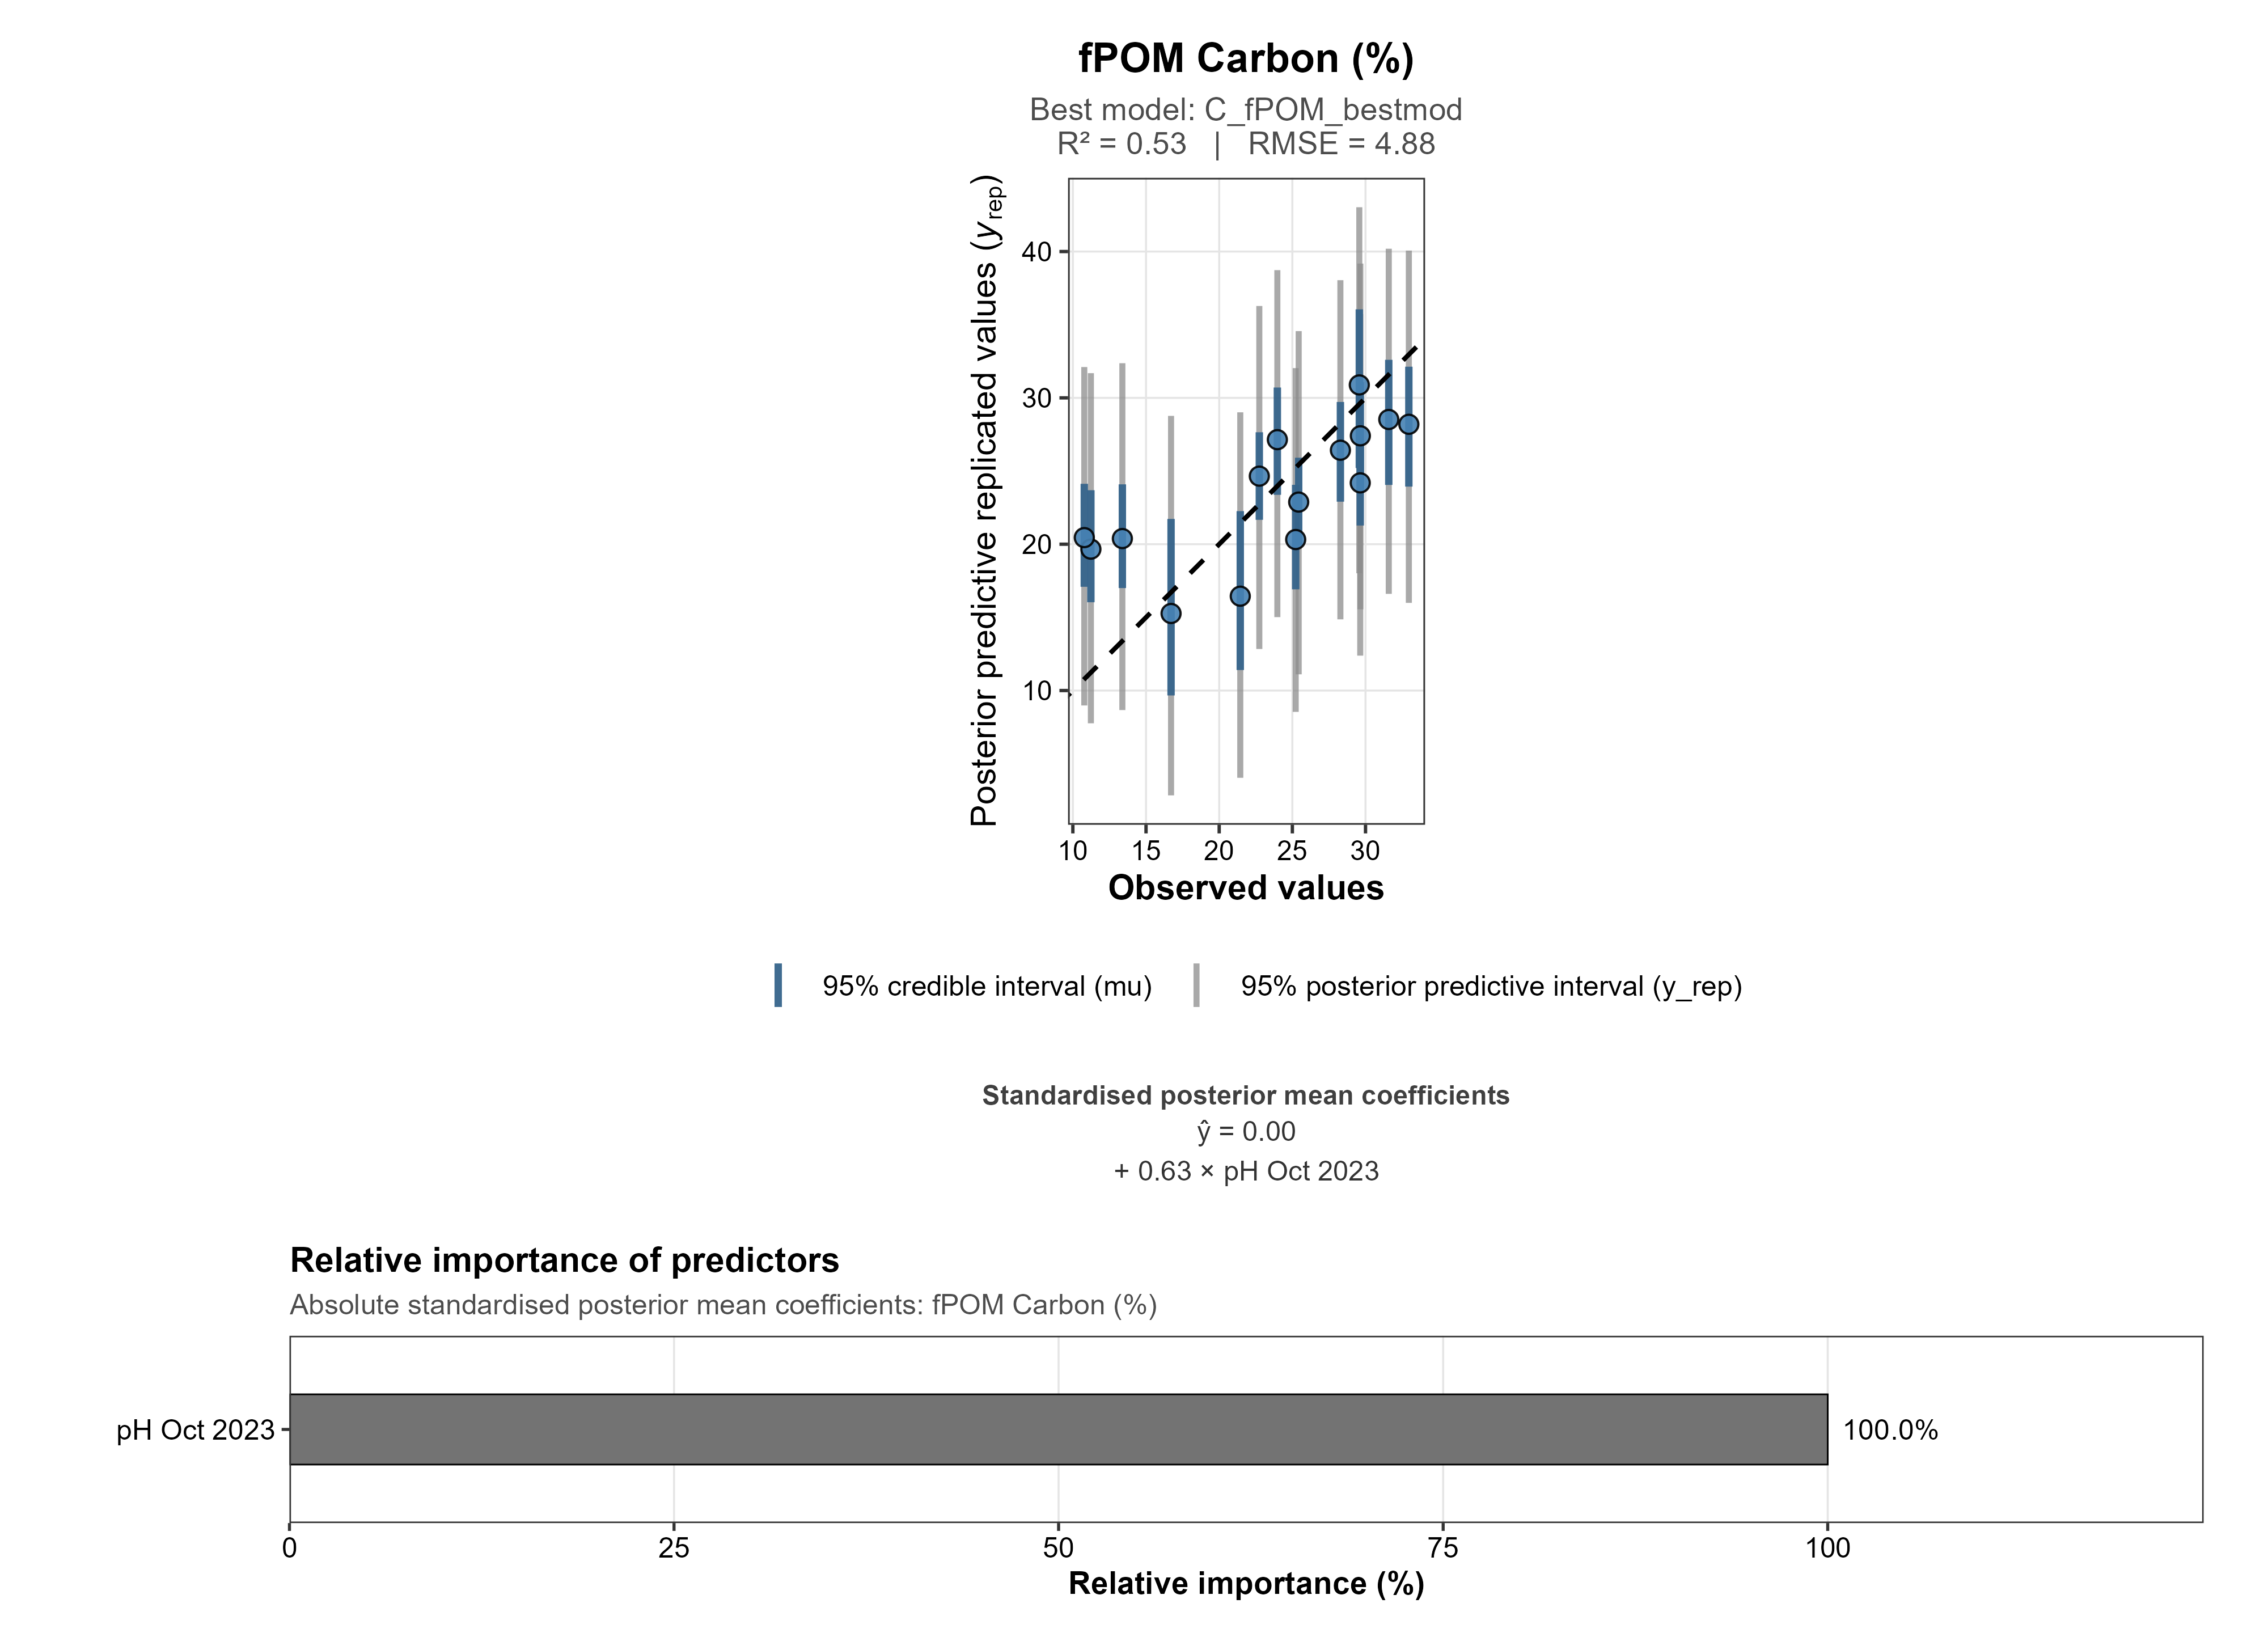 fPOM Carbon (%)
Best model: C_fPOM_bestmod
R² = 0.53 | RMSE = 4.88
Posterior predictive replicated values (y rep)
40
30
20
10
10 15 20 25 30
Observed values
95% credible interval (mu) 95% posterior predictive interval (y_rep)
Standardised posterior mean coefficients
ŷ = 0.00
+ 0.63 × pH Oct 2023
Relative importance of predictors
Absolute standardised posterior mean coefficients: fPOM Carbon (%)
pH Oct 2023 100.0%
0 25 50 75 100
Relative importance (%)